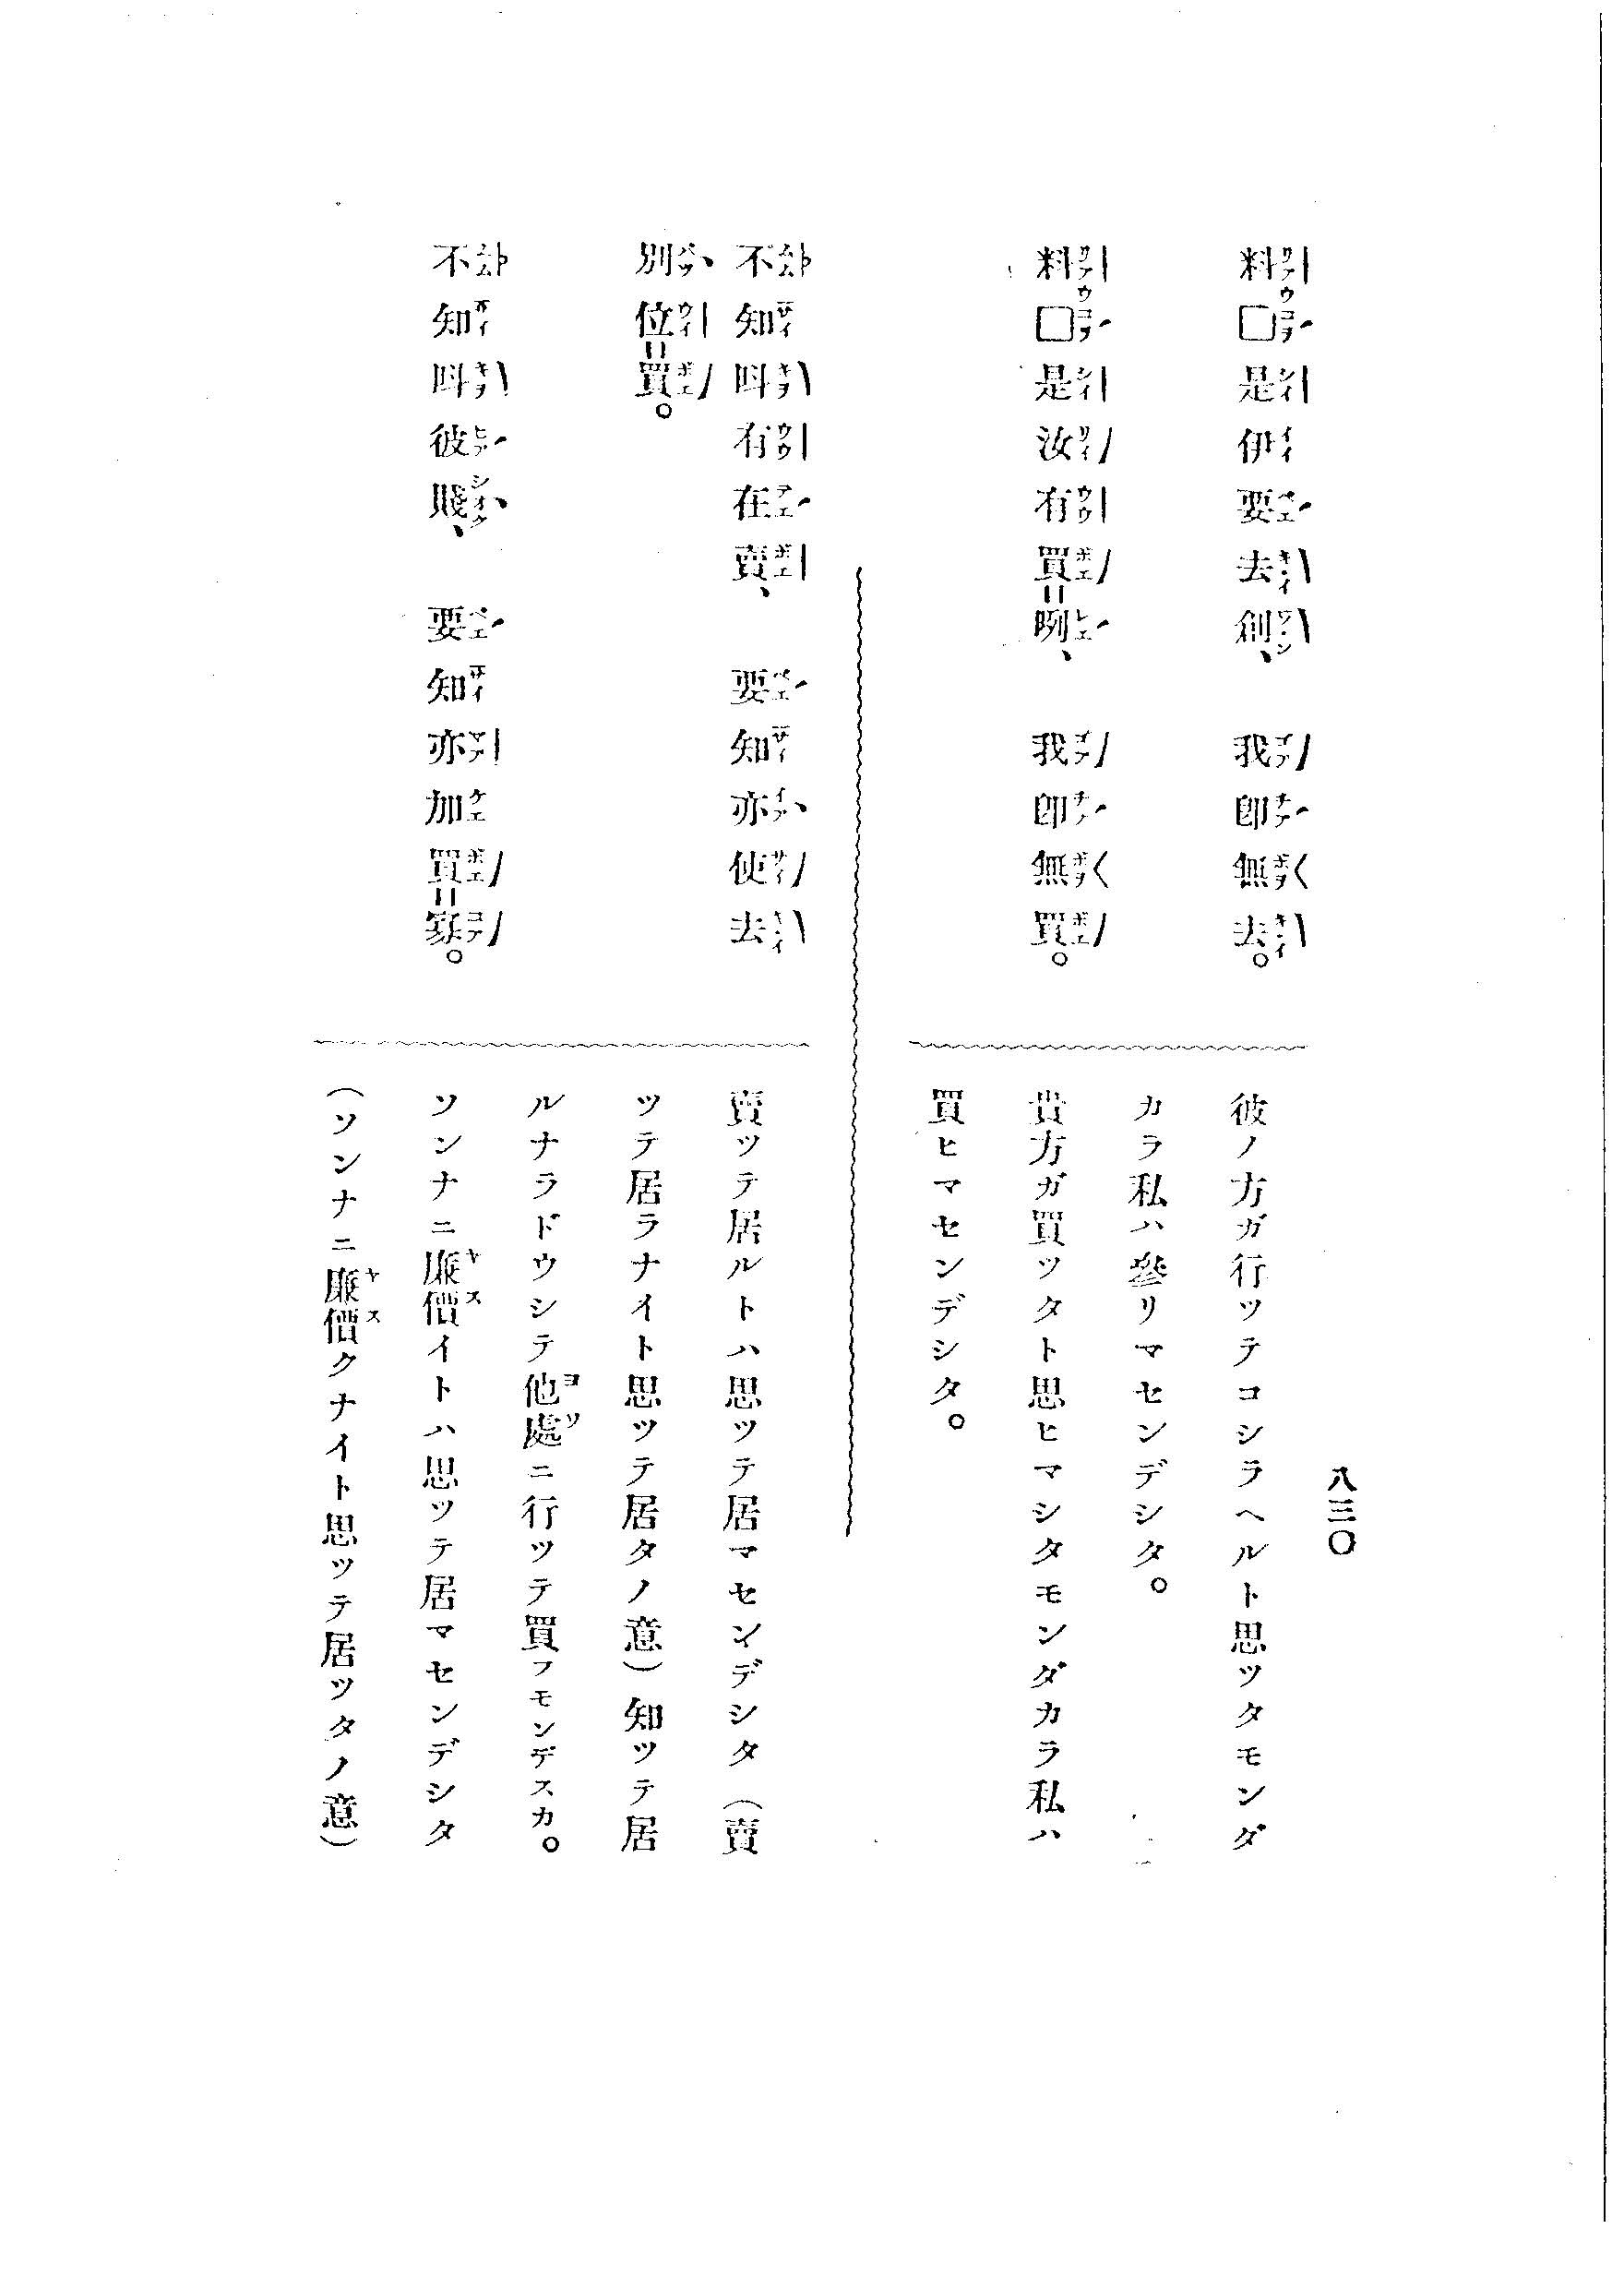 八三〇
料□是伊要去創、我卽無去。
彼ノ方ガ行ツテコシラヘルト思ツタモンダ
カラ私ハ參リマセンデシタ。
料□是汝有買=咧、我卽無買。
貴方ガ買ツタト思ヒマシタモンダカラ私ハ
買ヒマセンデシタ。
不知呌有在賣、要知亦使去
別位=買。
賣ツテ居ルトハ思ツテ居マセンデシタ（賣
ツテ居ラナイト思ツテ居タノ意）知ツテ居
ルナラドウシテ他處ニ行ツテ買フモンデスカ。
不知呌彼賤、要知亦加買=寡。
ソンナニ廉價イトハ思ツテ居マセンデシタ
（ソンナニ廉價クナイト思ツテ居ツタノ意）